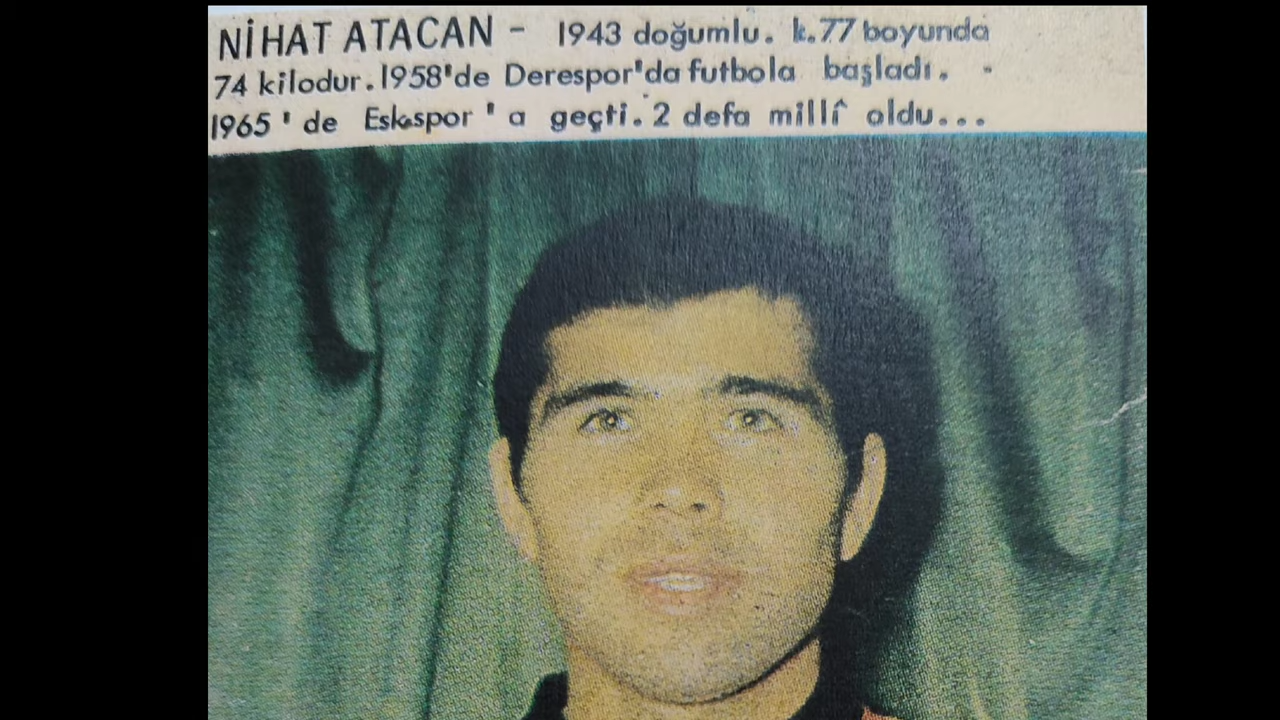 NİHAT ATACAN - 1943 doğumlu. 1.77 boyunda
74 kilodur. 1958'de Derespor'da futbola başladı.
1965 ' de Eskspor ' a geçti. 2 defa millî oldu...